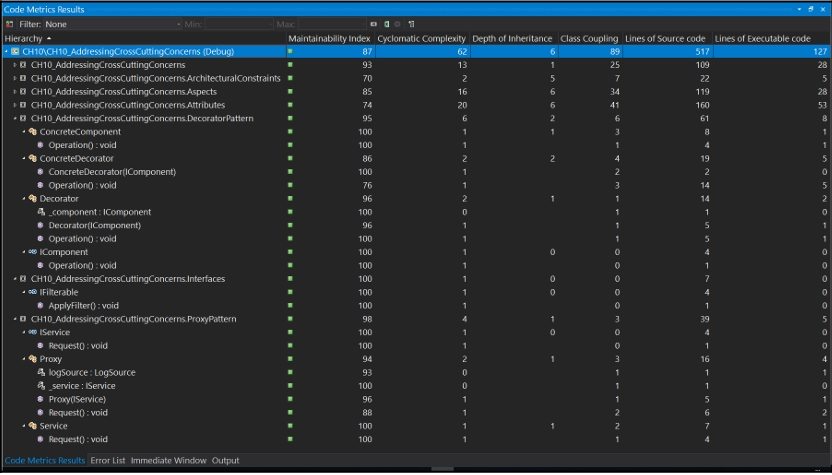 Code Metrics Results
Filter: None Min: Max:
Hierarchy Maintainability Index Cyclomatic Complexity Depth of Inheritance Class Coupling Lines of Source code Lines of Executable code
CH10\CH10_AddressingCrossCuttingConcerns (Debug) 87 62 6 89 517 127
CH10_AddressingCrossCuttingConcerns 93 13 1 25 109 28
CH10_AddressingCrossCuttingConcerns.ArchitecturalConstraints 70 2 5 7 22 5
CH10_AddressingCrossCuttingConcerns.Aspects 85 16 6 34 119 28
CH10_AddressingCrossCuttingConcerns.Attributes 74 20 6 41 160 53
CH10_AddressingCrossCuttingConcerns.DecoratorPattern 95 6 2 6 61 8
ConcreteComponent 100 1 1 3 8 1
Operation() : void 100 1 1 4 1
ConcreteDecorator 86 2 2 4 19 5
ConcreteDecorator(IComponent) 100 1 2 2 0
Operation() : void 76 1 3 14 5
Decorator 96 2 1 1 14 2
_component : IComponent 100 0 1 1 0
Decorator(IComponent) 96 1 1 5 1
Operation() : void 100 1 1 5 1
IComponent 100 1 0 0 4 0
Operation() : void 100 1 0 1 0
CH10_AddressingCrossCuttingConcerns.Interfaces 100 1 0 0 7 0
IFilterable 100 1 0 0 4 0
ApplyFilter() : void 100 1 0 1 0
CH10_AddressingCrossCuttingConcerns.ProxyPattern 98 4 1 3 39 5
IService 100 1 0 0 4 0
Request() : void 100 1 0 1 0
Proxy 94 2 1 3 16 4
logSource : LogSource 93 0 1 1 1
_service : IService 100 0 1 1 0
Proxy(IService) 96 1 1 5 1
Request() : void 88 1 2 6 2
Service 100 1 1 2 7 1
Request() : void 100 1 1 4 1
Code Metrics Results Error List Immediate Window Output